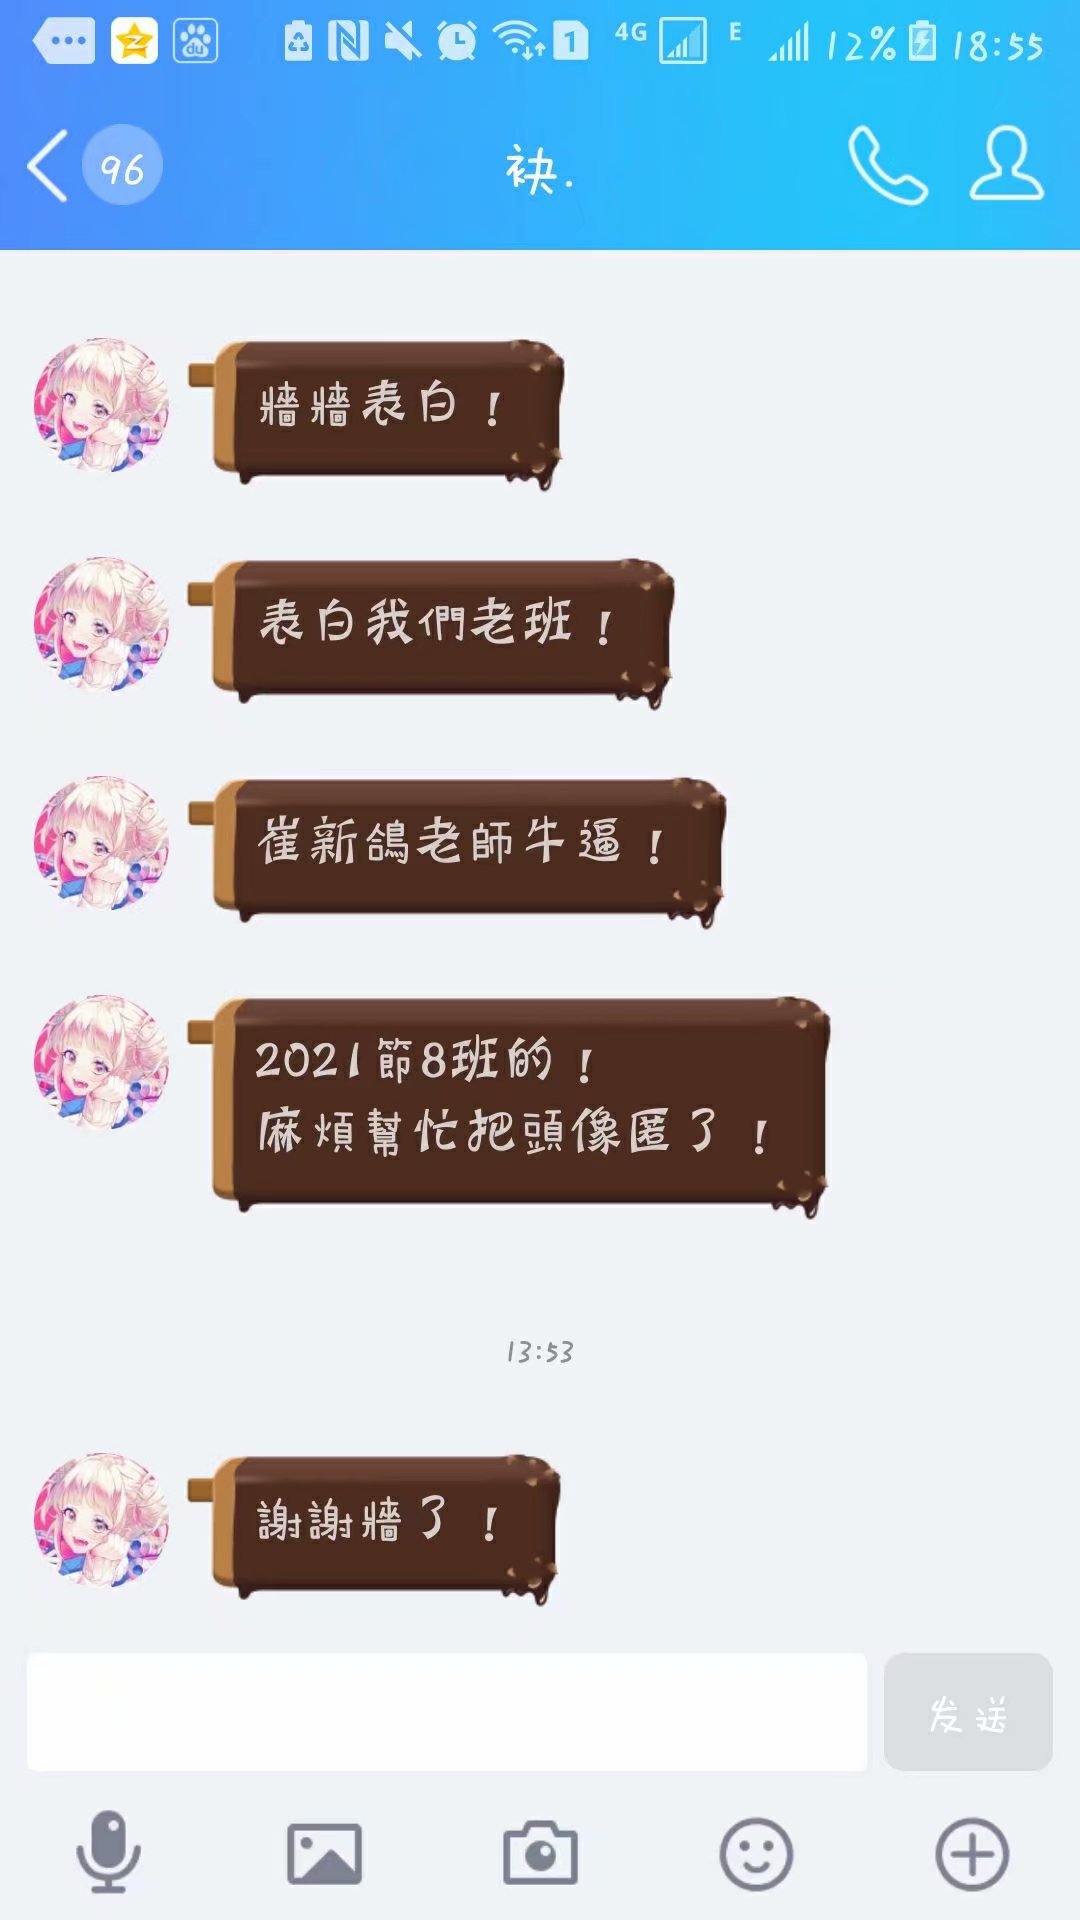 4G
E
12%
18:55
96
袂.
牆牆表白！
表白我們老班！
崔新鴿老師牛逼！
2021節8班的！
麻煩幫忙把頭像匿了！
13:53
謝謝牆了！
发送